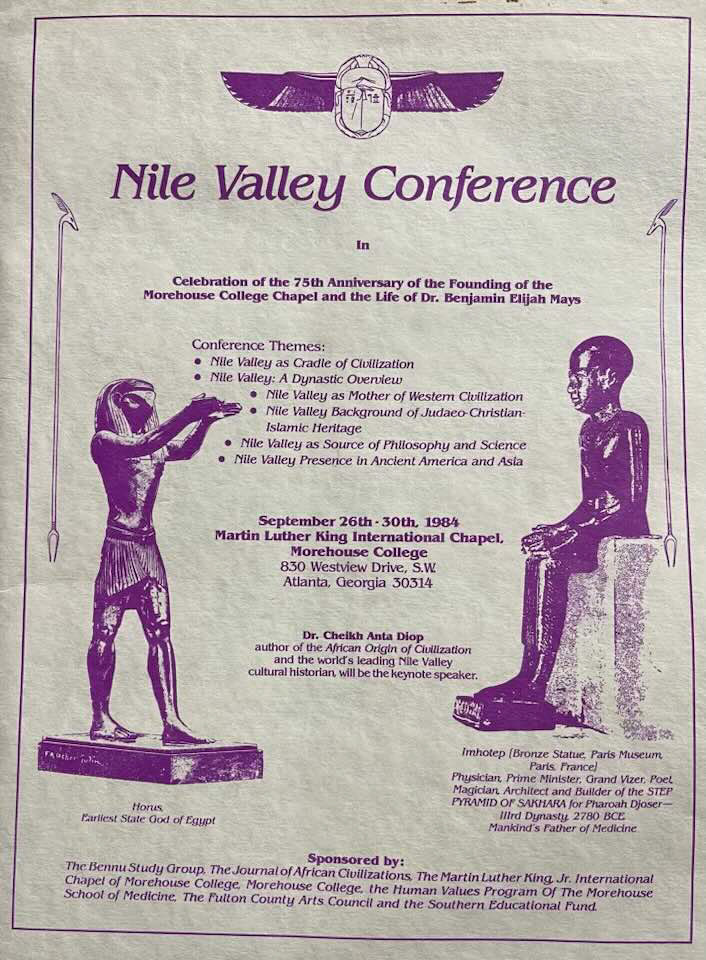 Nile Valley Conference
In
Celebration of the 75th Anniversary of the Founding of the
Morehouse College Chapel and the Life of Dr. Benjamin Elijah Mays
Conference Themes:
• Nile Valley as Cradle of Civilization
• Nile Valley: A Dynastic Overview
• Nile Valley as Mother of Western Civilization
• Nile Valley Background of Judaeo-Christian-
Islamic Heritage
• Nile Valley as Source of Philosophy and Science
• Nile Valley Presence in Ancient America and Asia
September 26th - 30th, 1984
Martin Luther King International Chapel,
Morehouse College
830 Westview Drive, S.W.
Atlanta, Georgia 30314
Dr. Cheikh Anta Diop
author of the African Origin of Civilization
and the world's leading Nile Valley
cultural historian, will be the keynote speaker.
Horus,
Earliest State God of Egypt
Imhotep [Bronze Statue, Paris Museum,
Paris, France]
Physician, Prime Minister, Grand Vizer, Poet,
Magician, Architect and Builder of the STEP
PYRAMID OF SAKHARA for Pharoah Djoser—
IIIrd Dynasty, 2780 BCE
Mankind's Father of Medicine
Sponsored by:
The Bennu Study Group, The Journal of African Civilizations, The Martin Luther King, Jr. International
Chapel of Morehouse College, Morehouse College, the Human Values Program Of The Morehouse
School of Medicine, The Fulton County Arts Council and the Southern Educational Fund.